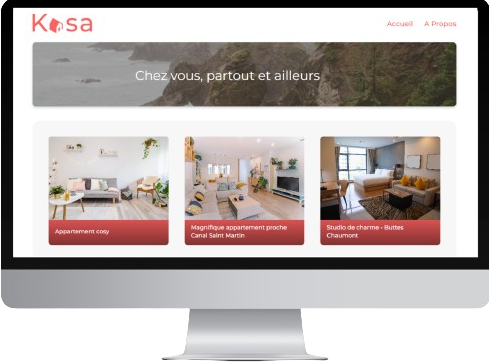 Kasa
Accueil
A Propos
Chez vous, partout et ailleurs
Appartement cosy
Magnifique appartement proche
Canal Saint Martin
Studio de charme - Buttes
Chaumont